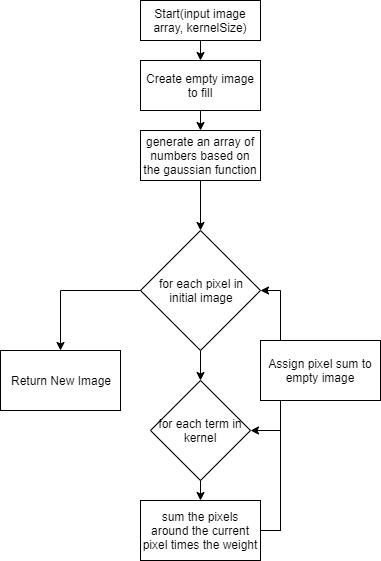 Start(input image
array, kernelSize)
Create empty image
to fill
generate an array of
numbers based on
the gaussian function
for each pixel in
initial image
Return New Image
Assign pixel sum to
empty image
for each term in
kernel
sum the pixels
around the current
pixel times the weight